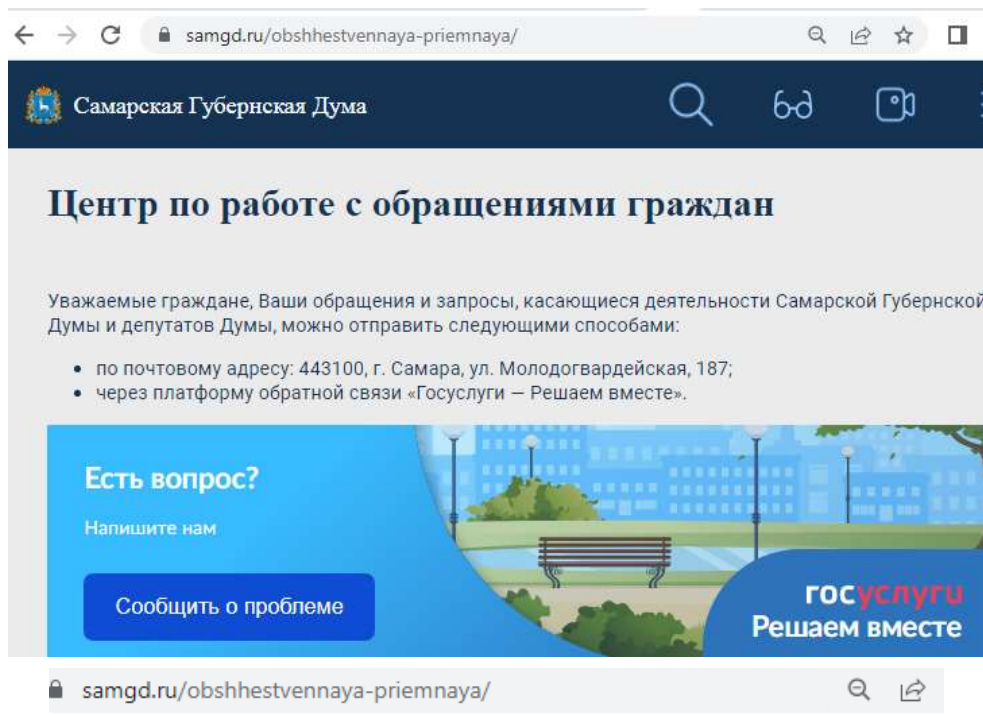 samgd.ru/obshhestvennaya-priemnaya/
Самарская Губернская Дума
Центр по работе с обращениями граждан
Уважаемые граждане, Ваши обращения и запросы, касающиеся деятельности Самарской Губернской
Думы и депутатов Думы, можно отправить следующими способами:
• по почтовому адресу: 443100, г. Самара, ул. Молодогвардейская, 187;
• через платформу обратной связи «Госуслуги — Решаем вместе».
Есть вопрос?
Напишите нам
Сообщить о проблеме
госуслуги
Решаем вместе
samgd.ru/obshhestvennaya-priemnaya/